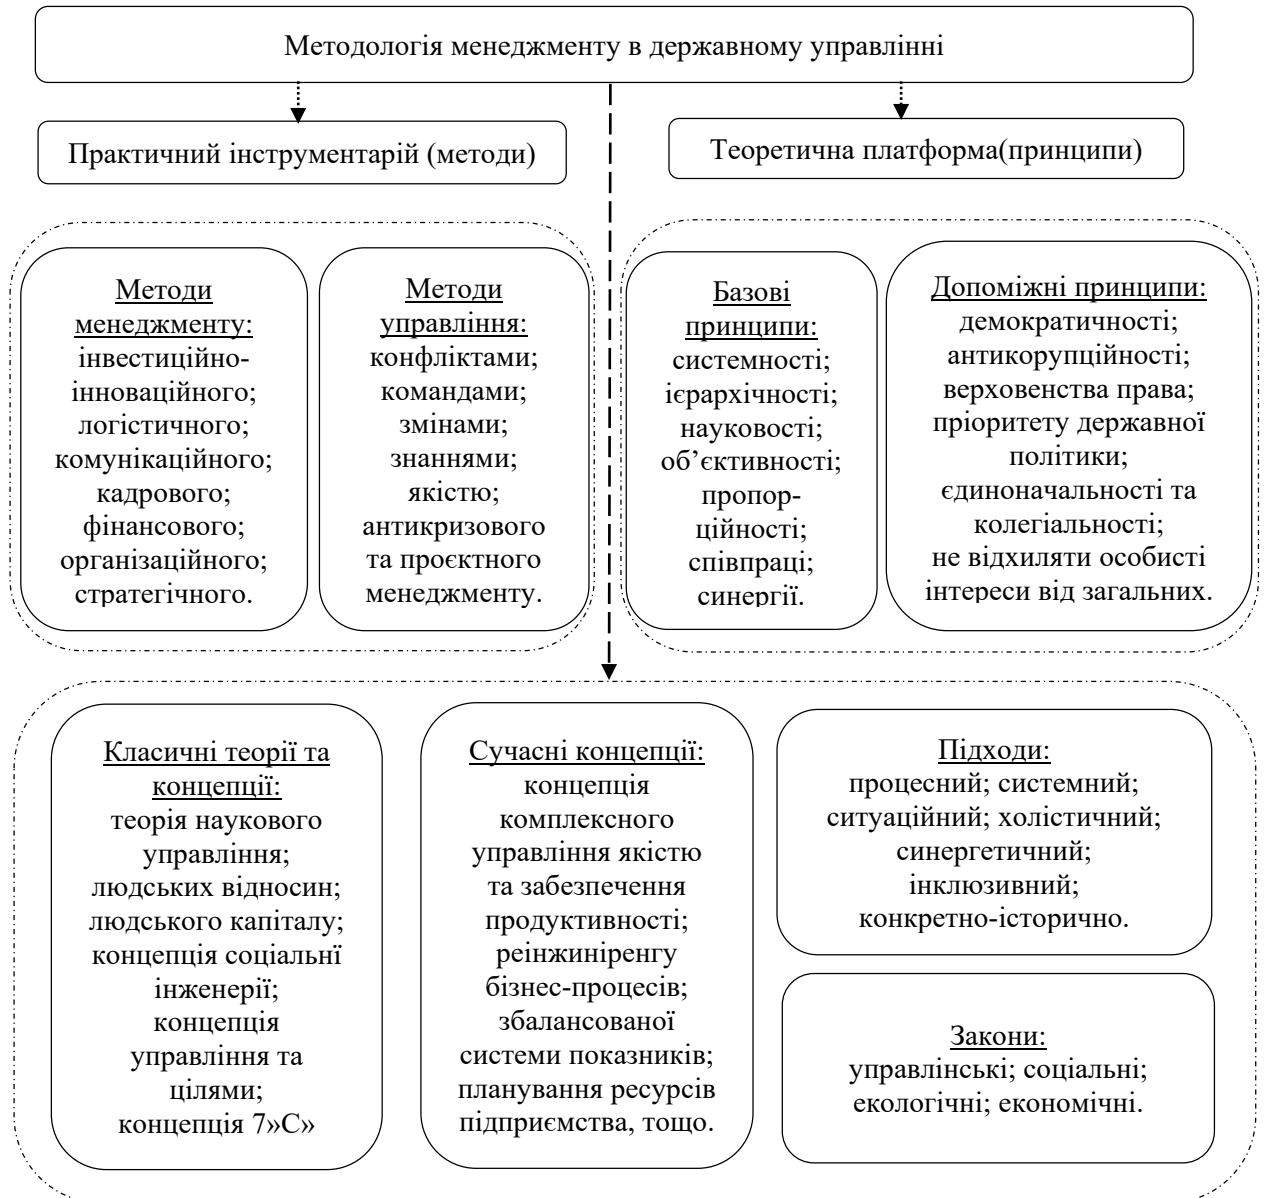 Методологія менеджменту в державному управлінні
Практичний інструментарій (методи)
Теоретична платформа(принципи)
Методи
менеджменту:
інвестиційно-
інноваційного;
логістичного;
комунікаційного;
кадрового;
фінансового;
організаційного;
стратегічного.
Методи
управління:
конфліктами;
командами;
змінами;
знаннями;
якістю;
антикризового
та проєктного
менеджменту.
Базові
принципи:
системності;
ієрархічності;
науковості;
об’єктивності;
пропор-
ційності;
співпраці;
синергії.
Допоміжні принципи:
демократичності;
антикорупційності;
верховенства права;
пріоритету державної
політики;
єдиноначальності та
колегіальності;
не відхиляти особисті
інтереси від загальних.
Класичні теорії та
концепції:
теорія наукового
управління;
людських відносин;
людського капіталу;
концепція соціальнї
інженерії;
концепція
управління та
цілями;
концепція 7»С»
Сучасні концепції:
концепція
комплексного
управління якістю
та забезпечення
продуктивності;
реінжиніренгу
бізнес-процесів;
збалансованої
системи показників;
планування ресурсів
підприємства, тощо.
Підходи:
процесний; системний;
ситуаційний; холістичний;
синергетичний;
інклюзивний;
конкретно-історично.
Закони:
управлінські; соціальні;
екологічні; економічні.